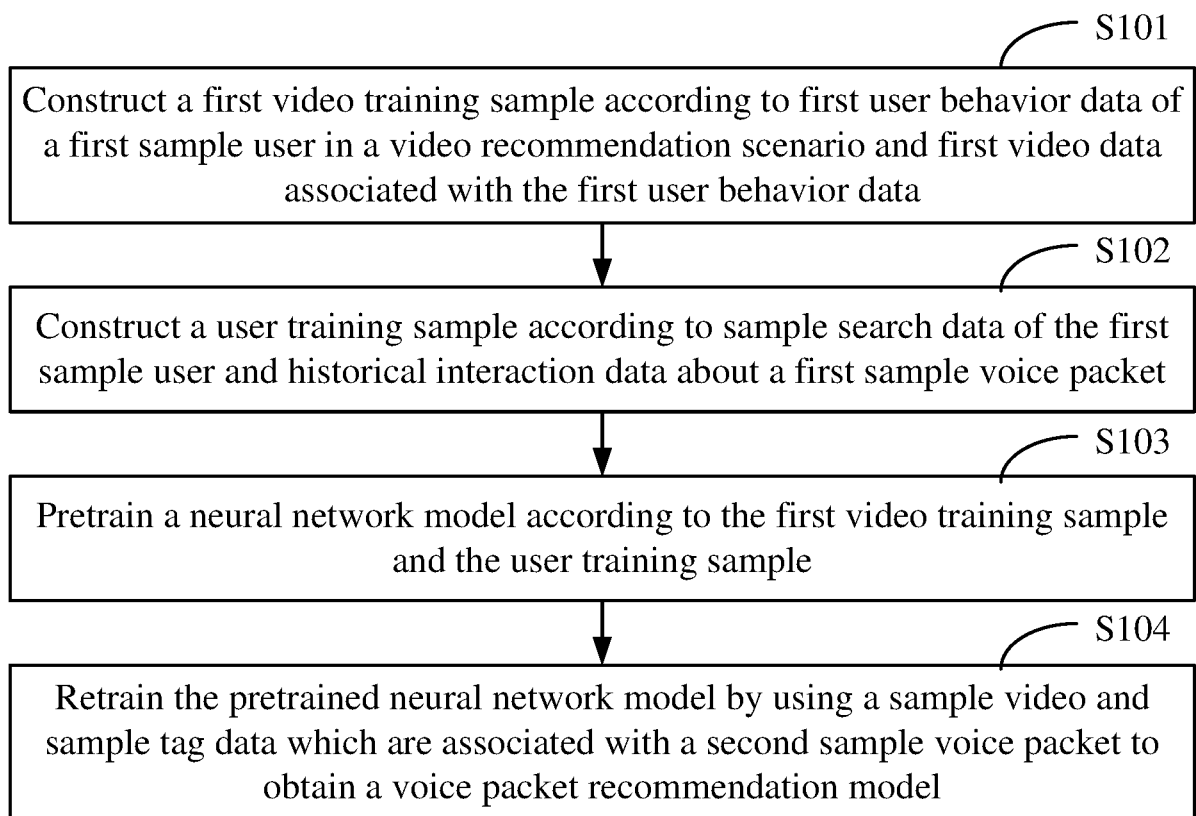 S101
Construct a first video training sample according to first user behavior data of
a first sample user in a video recommendation scenario and first video data
associated with the first user behavior data
S102
Construct a user training sample according to sample search data of the first
sample user and historical interaction data about a first sample voice packet
S103
Pretrain a neural network model according to the first video training sample
and the user training sample
S104
Retrain the pretrained neural network model by using a sample video and
sample tag data which are associated with a second sample voice packet to
obtain a voice packet recommendation model